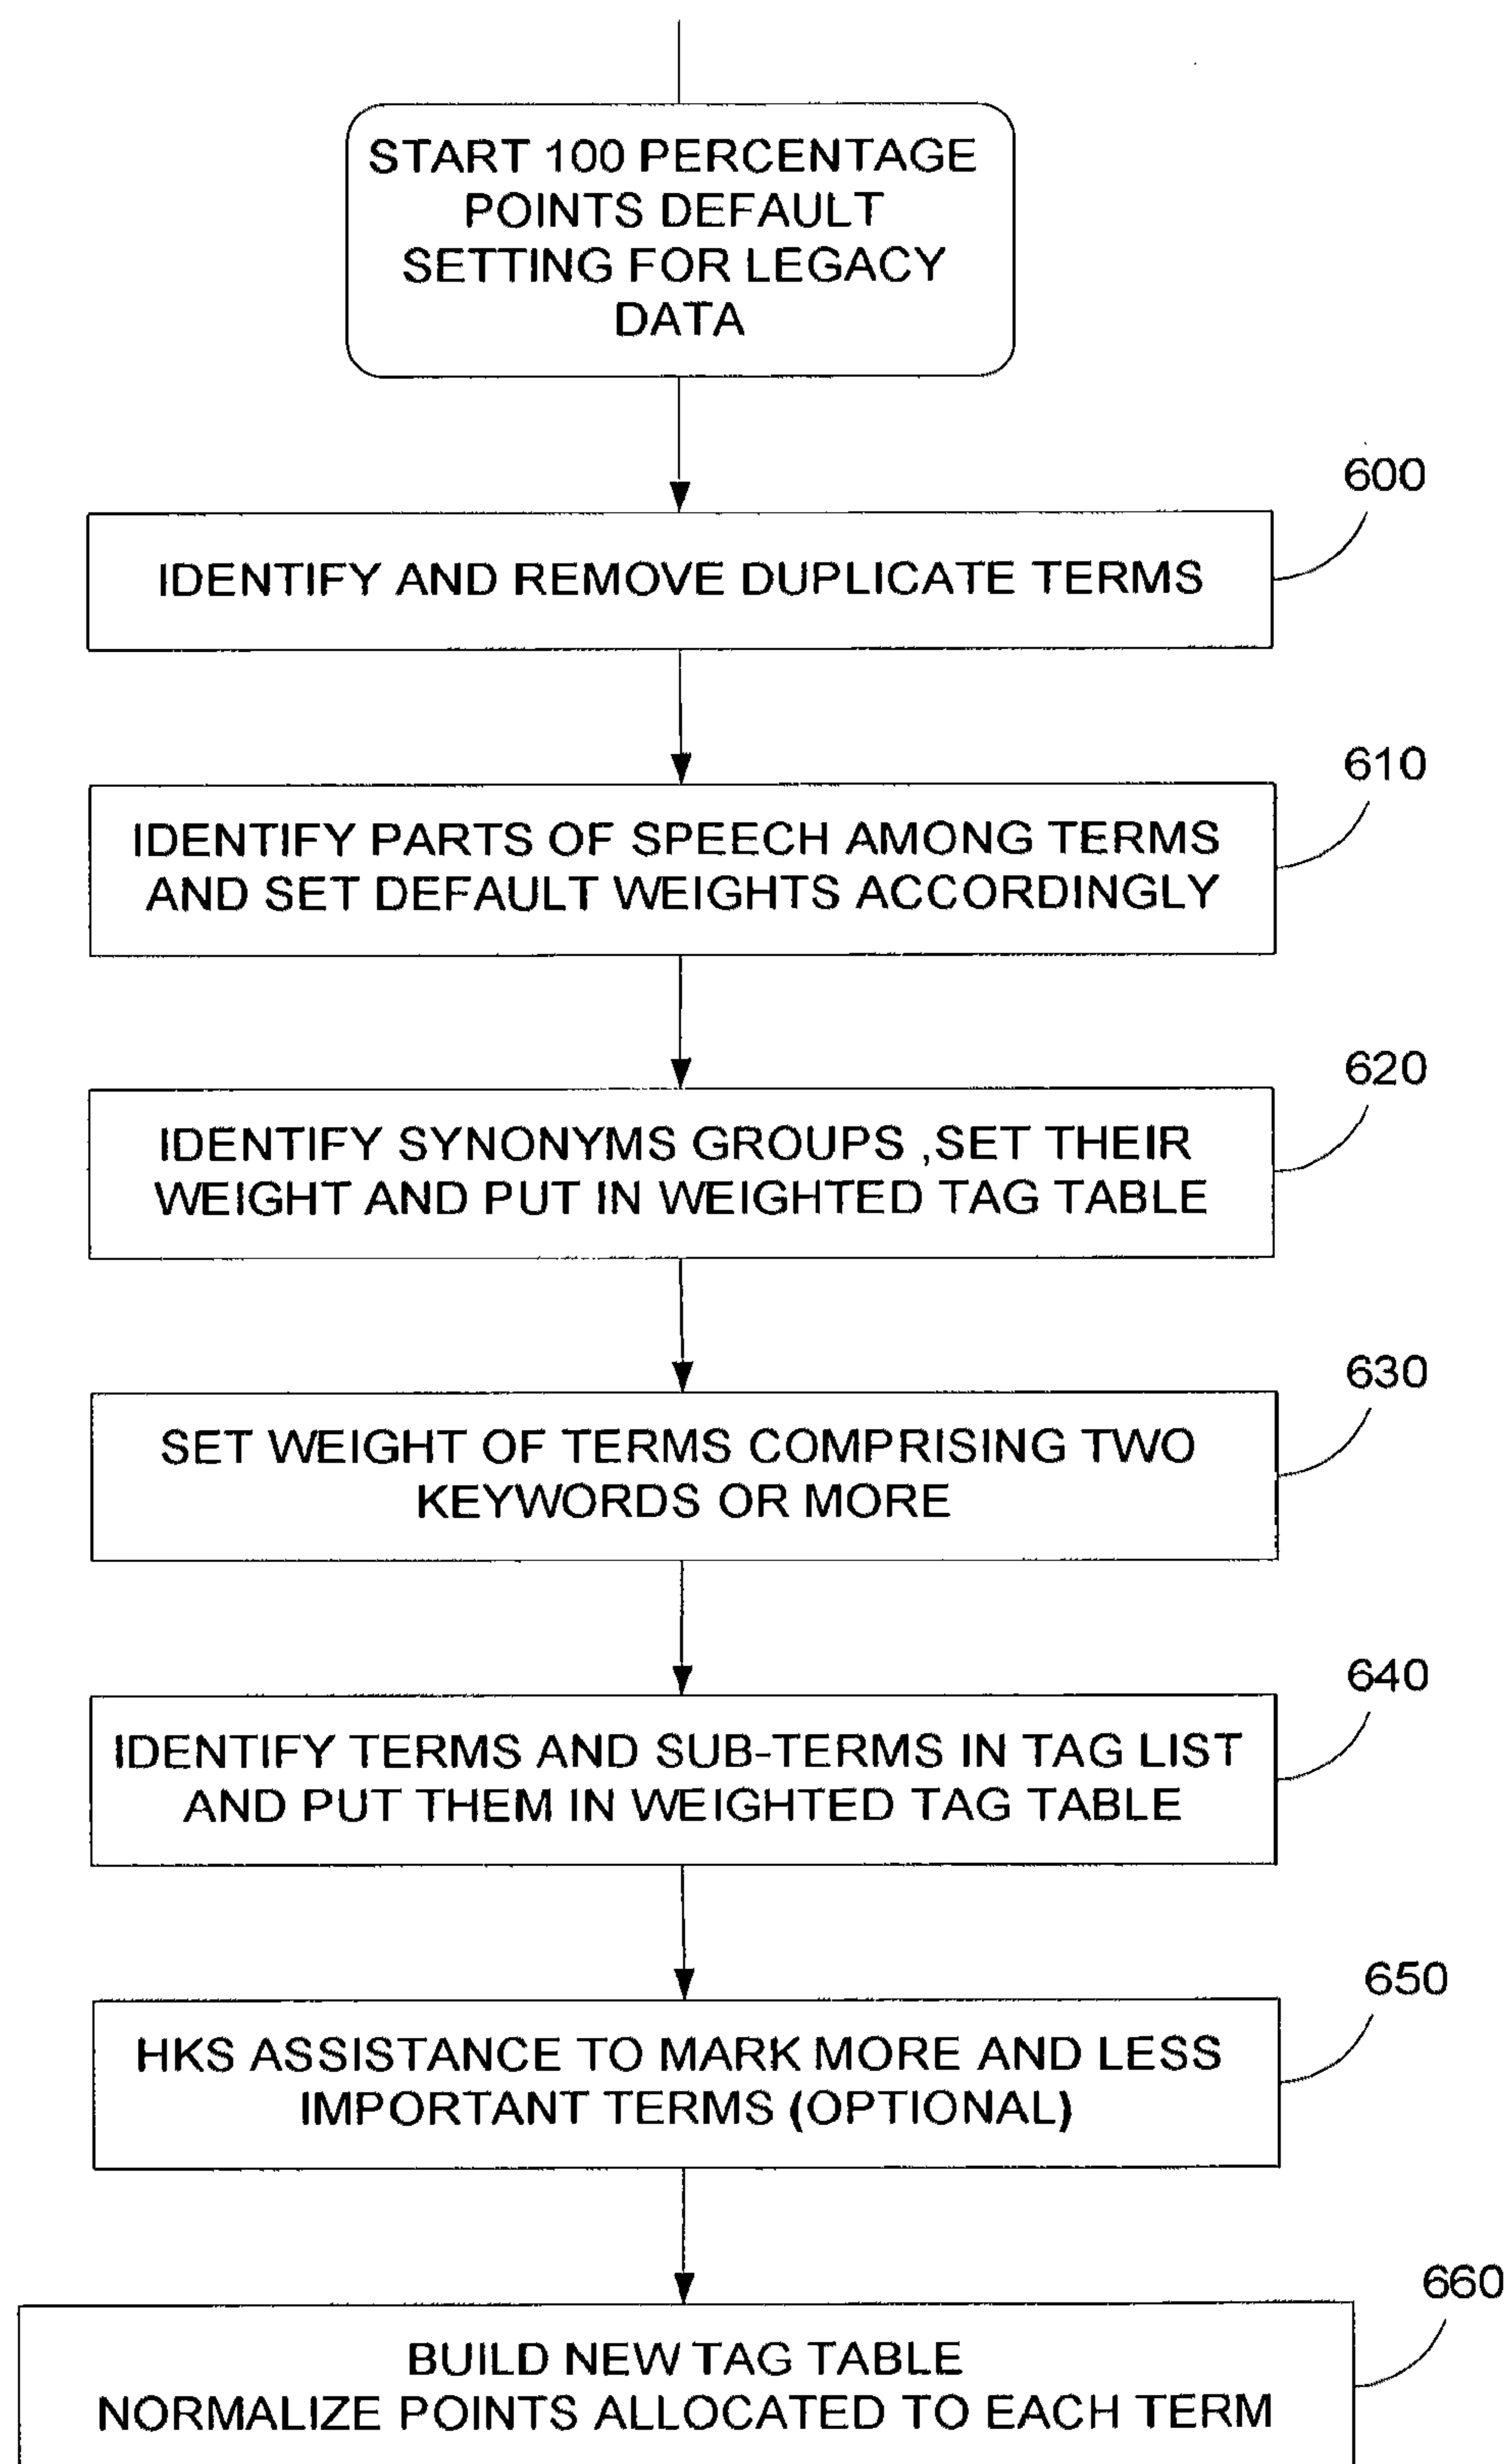 START 100 PERCENTAGE
POINTS DEFAULT
SETTING FOR LEGACY
DATA
600
IDENTIFY AND REMOVE DUPLICATE TERMS
610
IDENTIFY PARTS OF SPEECH AMONG TERMS
AND SET DEFAULT WEIGHTS ACCORDINGLY
620
IDENTIFY SYNONYMS GROUPS ,SET THEIR
WEIGHT AND PUT IN WEIGHTED TAG TABLE
630
SET WEIGHT OF TERMS COMPRISING TWO
KEYWORDS OR MORE
640
IDENTIFY TERMS AND SUB-TERMS IN TAG LIST
AND PUT THEM IN WEIGHTED TAG TABLE
650
HKS ASSISTANCE TO MARK MORE AND LESS
IMPORTANT TERMS (OPTIONAL)
660
BUILD NEW TAG TABLE
NORMALIZE POINTS ALLOCATED TO EACH TERM